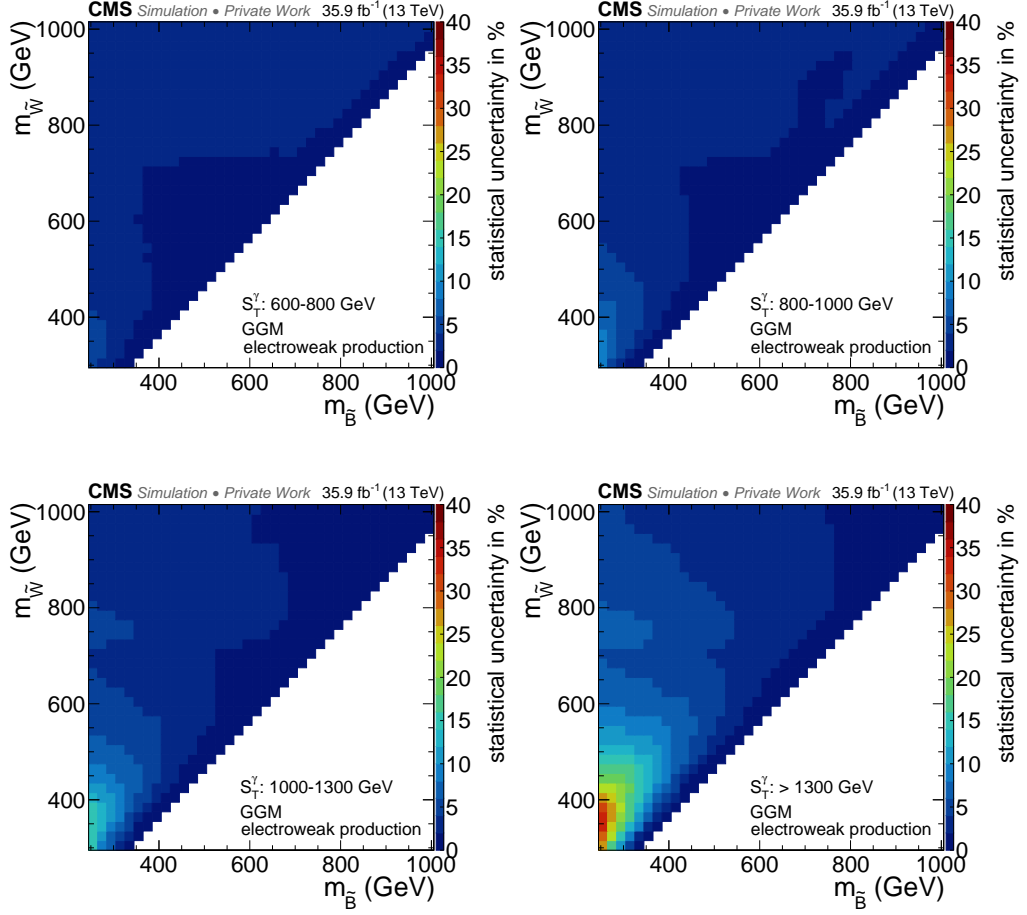 CMS Simulation • Private Work 35.9 fb⁻¹ (13 TeV)
m_W̃ (GeV)
1000
800
600
400
S_T^γ: 600-800 GeV
GGM
electroweak production
400 600 800 1000
m_B̃ (GeV)
40
35
30
25
20
15
10
5
0
statistical uncertainty in %
CMS Simulation • Private Work 35.9 fb⁻¹ (13 TeV)
m_W̃ (GeV)
1000
800
600
400
S_T^γ: 800-1000 GeV
GGM
electroweak production
400 600 800 1000
m_B̃ (GeV)
40
35
30
25
20
15
10
5
0
statistical uncertainty in %
CMS Simulation • Private Work 35.9 fb⁻¹ (13 TeV)
m_W̃ (GeV)
1000
800
600
400
S_T^γ: 1000-1300 GeV
GGM
electroweak production
400 600 800 1000
m_B̃ (GeV)
40
35
30
25
20
15
10
5
0
statistical uncertainty in %
CMS Simulation • Private Work 35.9 fb⁻¹ (13 TeV)
m_W̃ (GeV)
1000
800
600
400
S_T^γ: > 1300 GeV
GGM
electroweak production
400 600 800 1000
m_B̃ (GeV)
40
35
30
25
20
15
10
5
0
statistical uncertainty in %